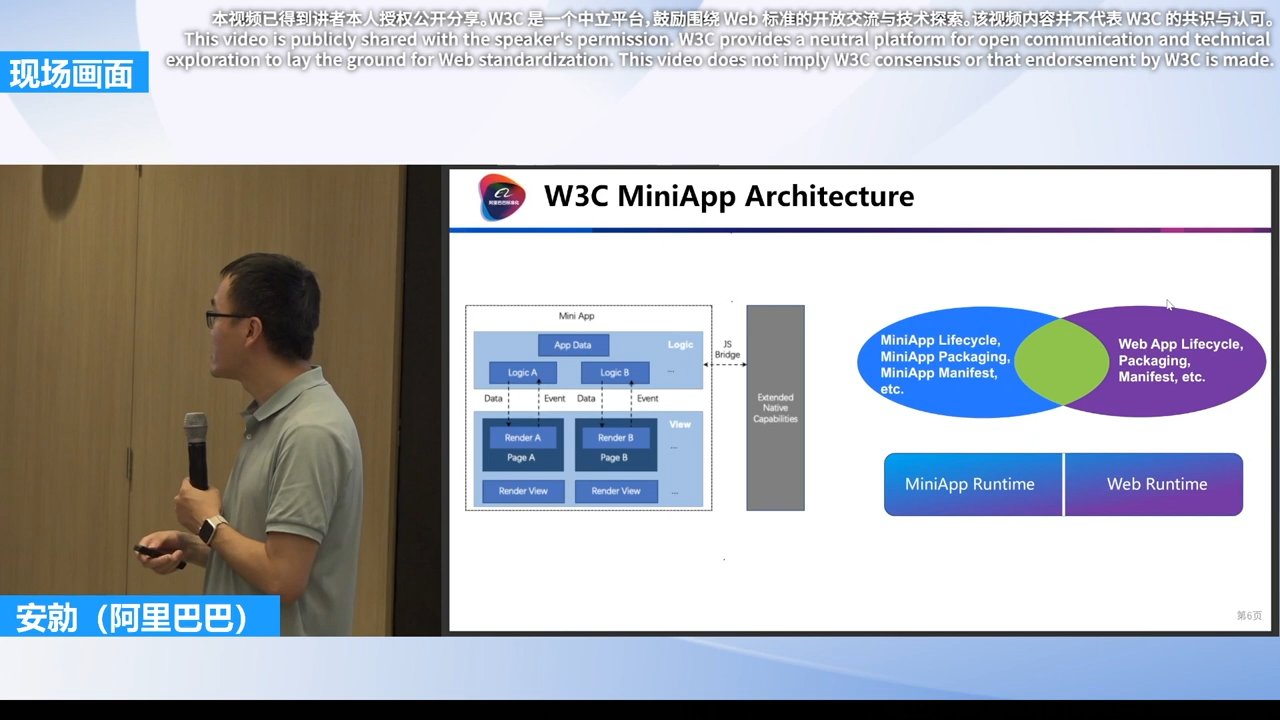 本视频已得到讲者本人授权公开分享。W3C 是一个中立平台，鼓励围绕 Web 标准的开放交流与技术探索。该视频内容并不代表 W3C 的共识与认可。
This video is publicly shared with the speaker's permission. W3C provides a neutral platform for open communication and technical
exploration to lay the ground for Web standardization. This video does not imply W3C consensus or that endorsement by W3C is made.
现场画面
阿里巴巴标准化
W3C MiniApp Architecture
Mini App
App Data
Logic
Logic A
Logic B
...
Data
Event
Data
Event
View
Render A
Page A
Render B
Page B
...
Render View
Render View
...
JS
Bridge
Extended
Native
Capabilities
MiniApp Lifecycle,
MiniApp Packaging,
MiniApp Manifest,
etc.
Web App Lifecycle,
Packaging,
Manifest, etc.
MiniApp Runtime
Web Runtime
第6页
安勍（阿里巴巴）